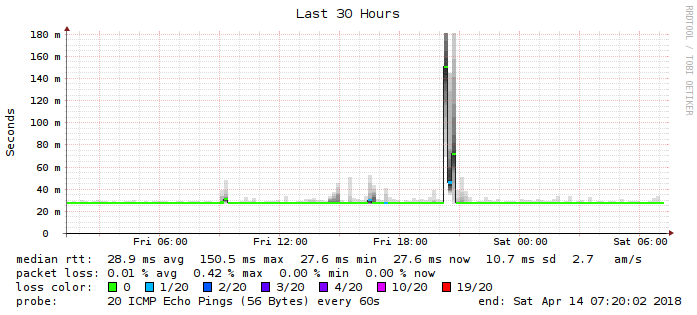 Last 30 Hours
RRDTOOL / TOBI OETIKER
Seconds
180 m
160 m
140 m
120 m
100 m
80 m
60 m
40 m
20 m
0
Fri 06:00 Fri 12:00 Fri 18:00 Sat 00:00 Sat 06:00
median rtt: 28.9 ms avg 150.5 ms max 27.6 ms min 27.6 ms now 10.7 ms sd 2.7 am/s
packet loss: 0.01 % avg 0.42 % max 0.00 % min 0.00 % now
loss color: 0 1/20 2/20 3/20 4/20 10/20 19/20
probe: 20 ICMP Echo Pings (56 Bytes) every 60s end: Sat Apr 14 07:20:02 2018